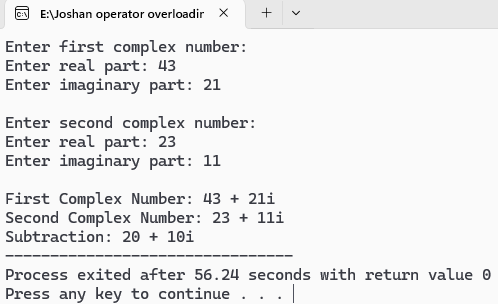 E:\Joshan operator overloadir
Enter first complex number:
Enter real part: 43
Enter imaginary part: 21
Enter second complex number:
Enter real part: 23
Enter imaginary part: 11
First Complex Number: 43 + 21i
Second Complex Number: 23 + 11i
Subtraction: 20 + 10i
--------------------------------
Process exited after 56.24 seconds with return value 0
Press any key to continue . . .